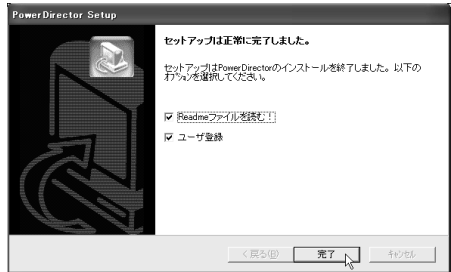 PowerDirector Setup
セットアップは正常に完了しました。
セットアップはPowerDirectorのインストールを終了しました。以下の
ｵﾌﾟｼｮﾝを選択してください。
Readmeファイルを読む!
ユーザ登録
< 戻る(B)
完了
ｷｬﾝｾﾙ